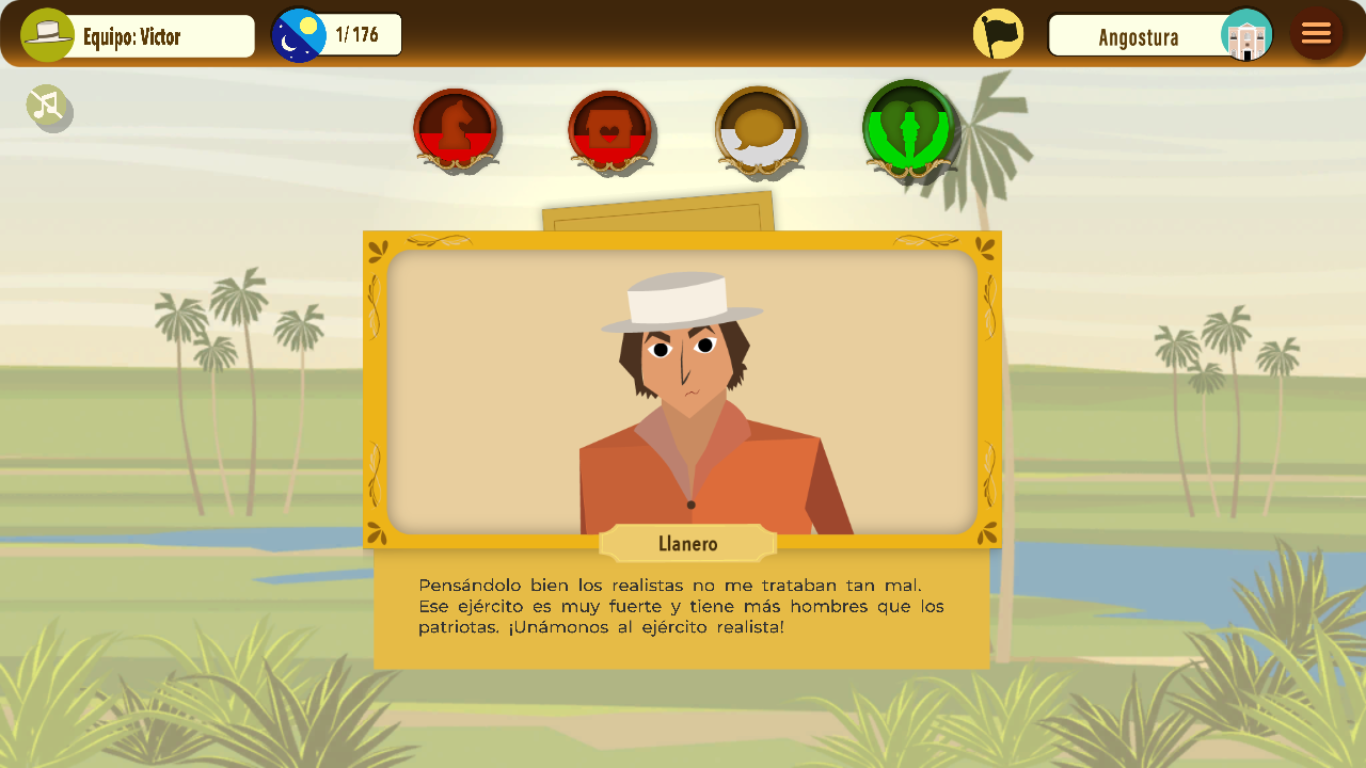 Equipo: Victor
1/176
Angostura
Llanero
Pensándolo bien los realistas no me trataban tan mal.
Ese ejército es muy fuerte y tiene más hombres que los
patriotas. ¡Unámonos al ejército realista!